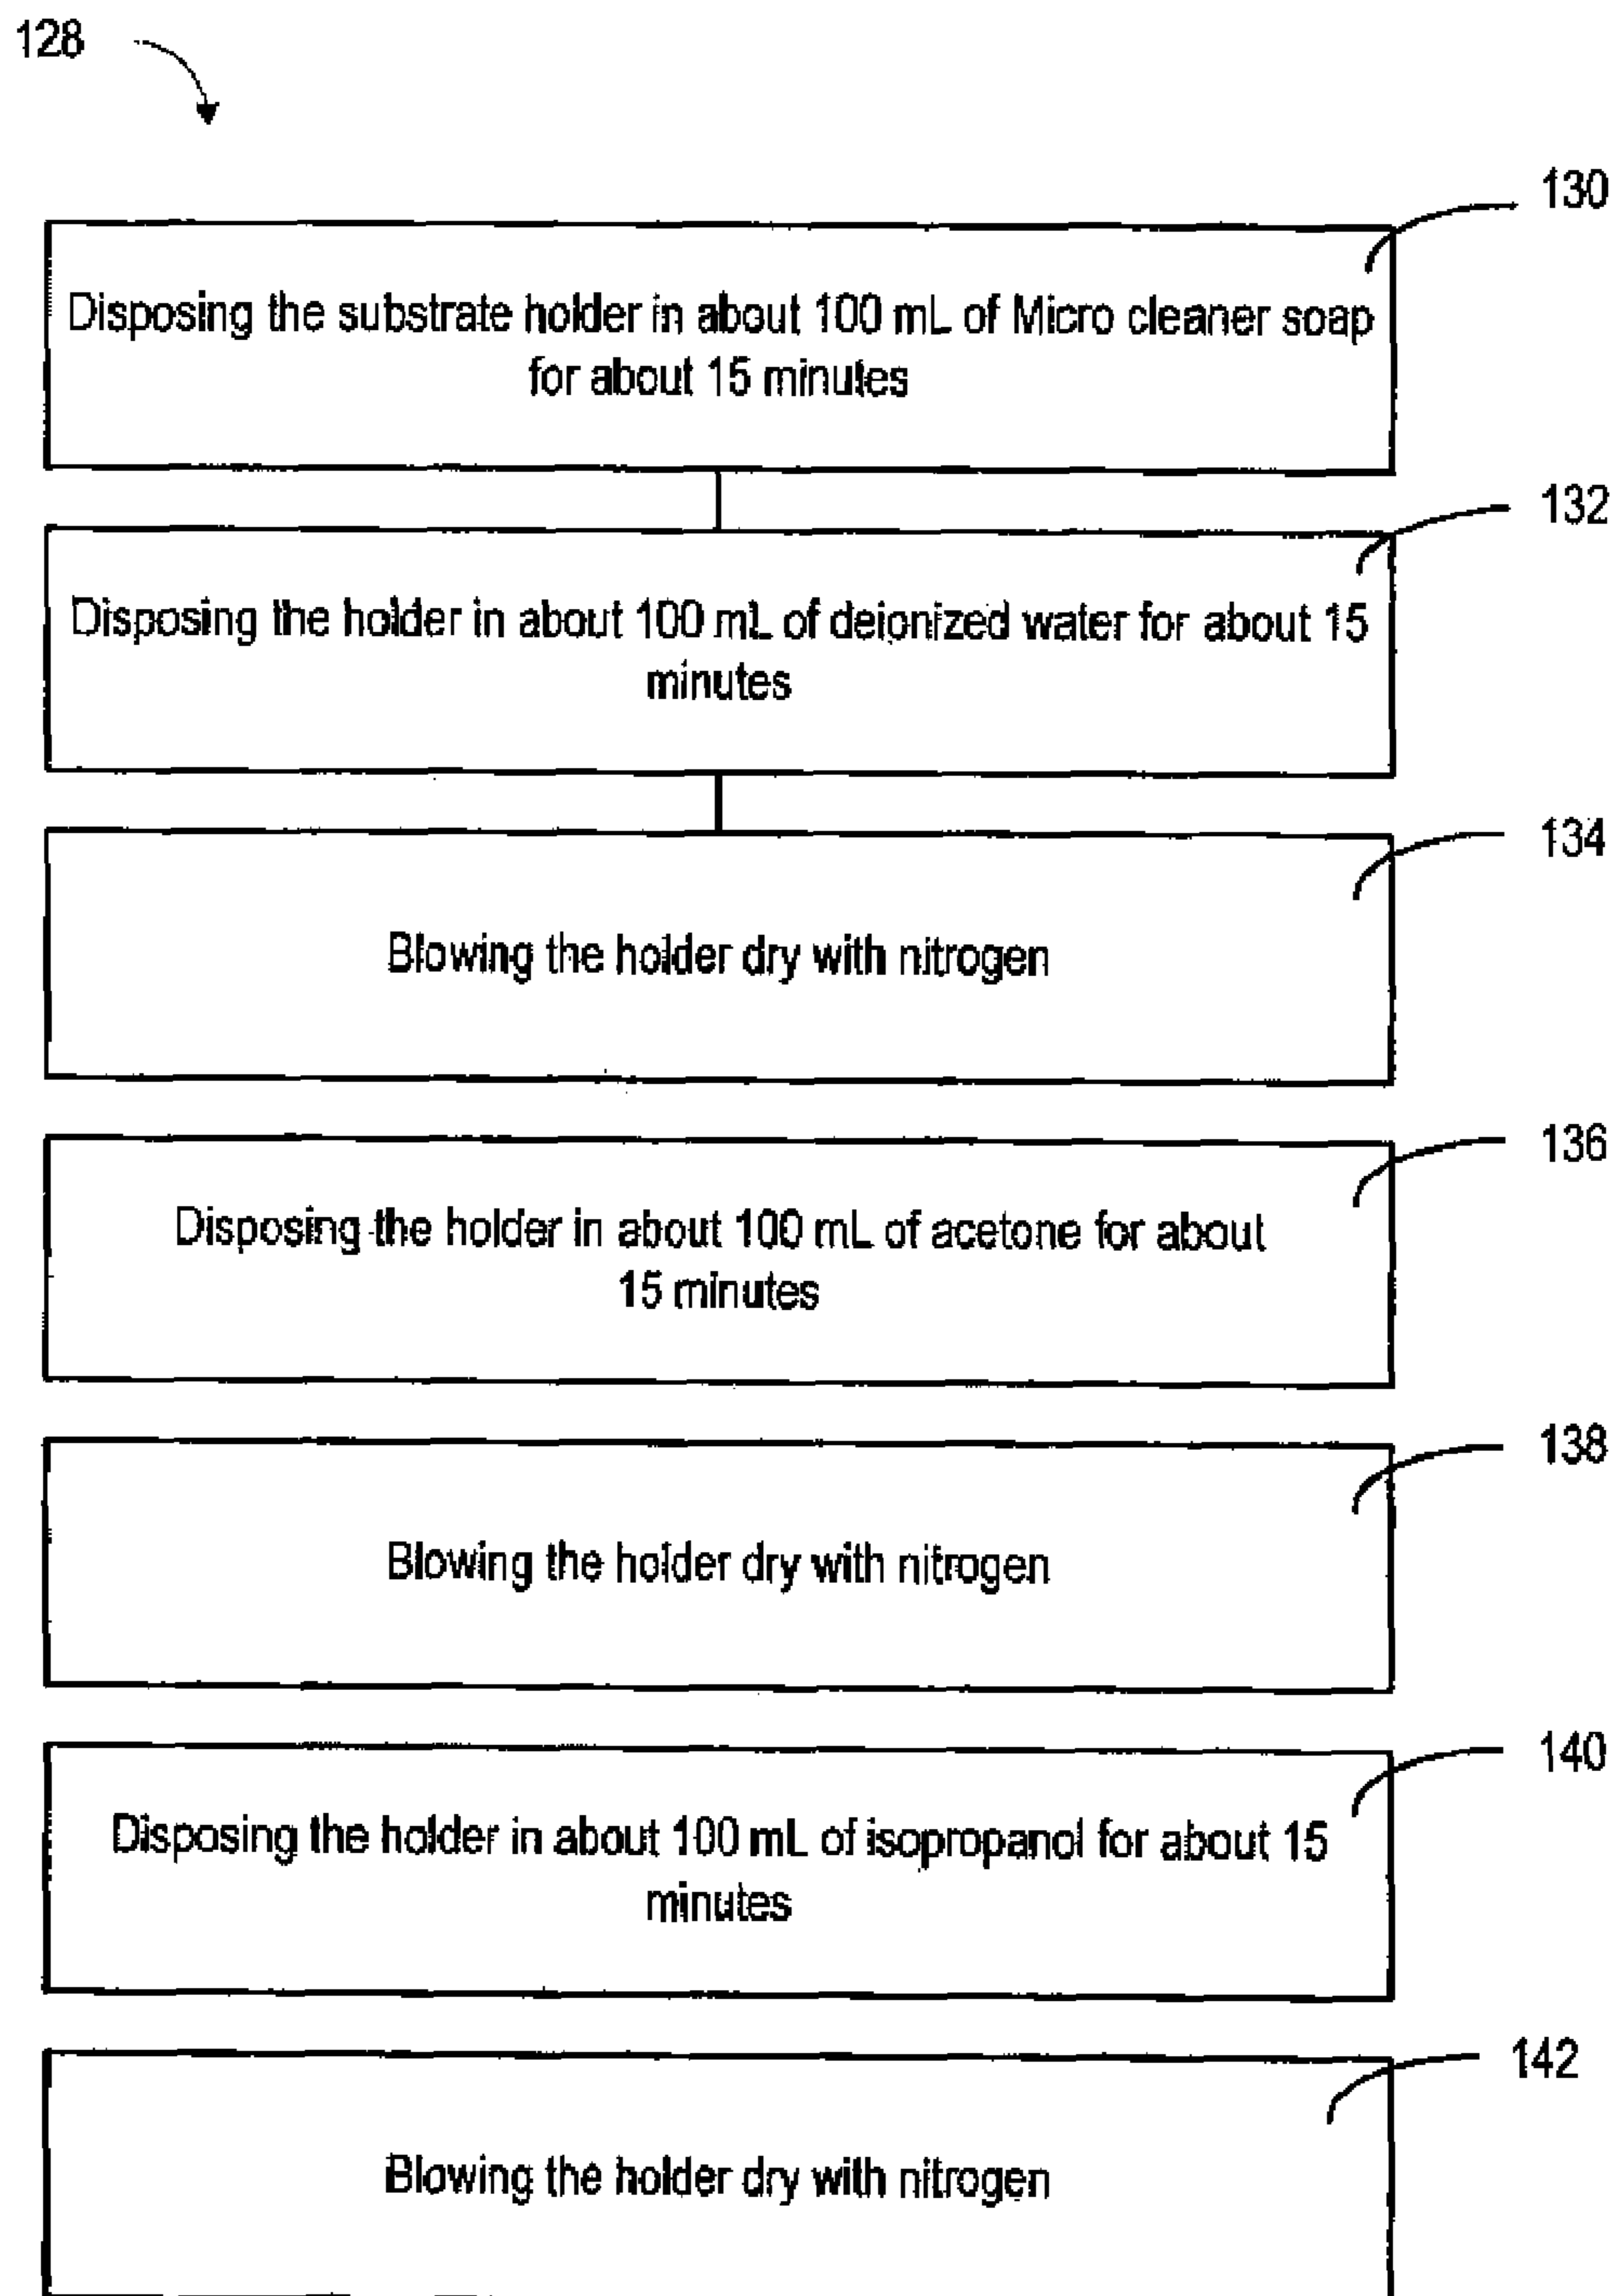 128
130
Disposing the substrate holder in about 100 mL of Micro cleaner soap
for about 15 minutes
132
Disposing the holder in about 100 mL of deionized water for about 15
minutes
134
Blowing the holder dry with nitrogen
136
Disposing the holder in about 100 mL of acetone for about
15 minutes
138
Blowing the holder dry with nitrogen
140
Disposing the holder in about 100 mL of isopropanol for about 15
minutes
142
Blowing the holder dry with nitrogen